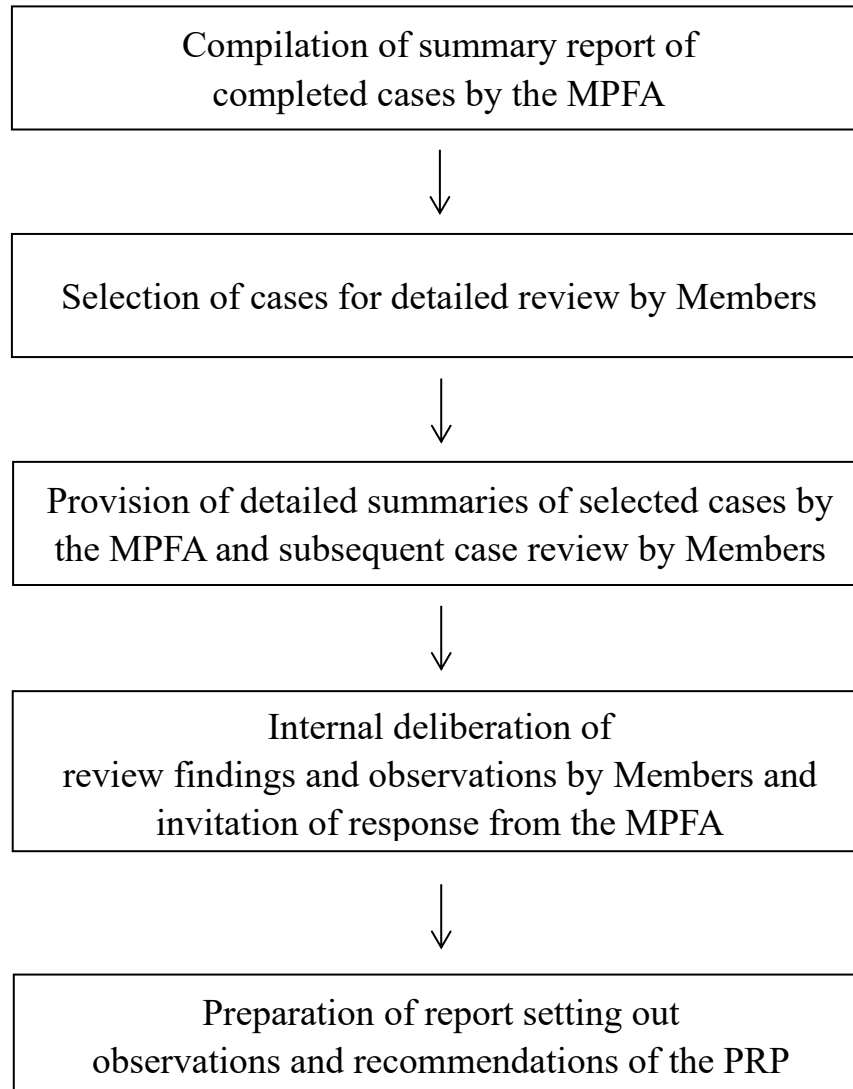 Compilation of summary report of
completed cases by the MPFA
Selection of cases for detailed review by Members
Provision of detailed summaries of selected cases by
the MPFA and subsequent case review by Members
Internal deliberation of
review findings and observations by Members and
invitation of response from the MPFA
Preparation of report setting out
observations and recommendations of the PRP